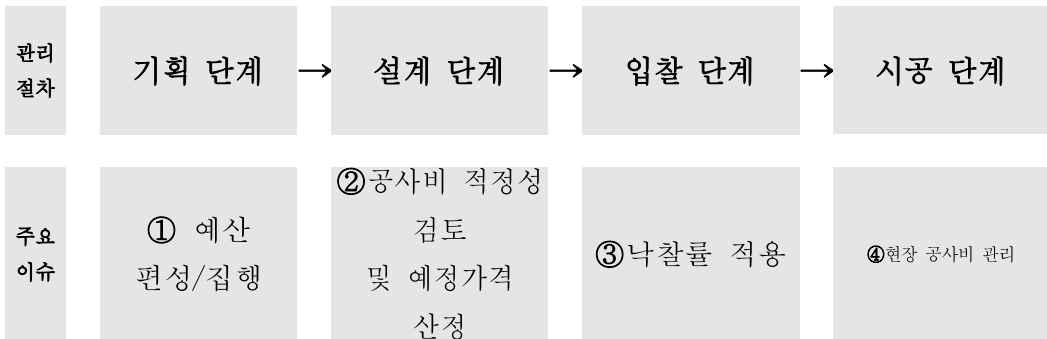 관리
절차
기획 단계 → 설계 단계 → 입찰 단계 → 시공 단계
주요
이슈
① 예산
편성/집행
②공사비 적정성
검토
및 예정가격
산정
③낙찰률 적용
④현장 공사비 관리